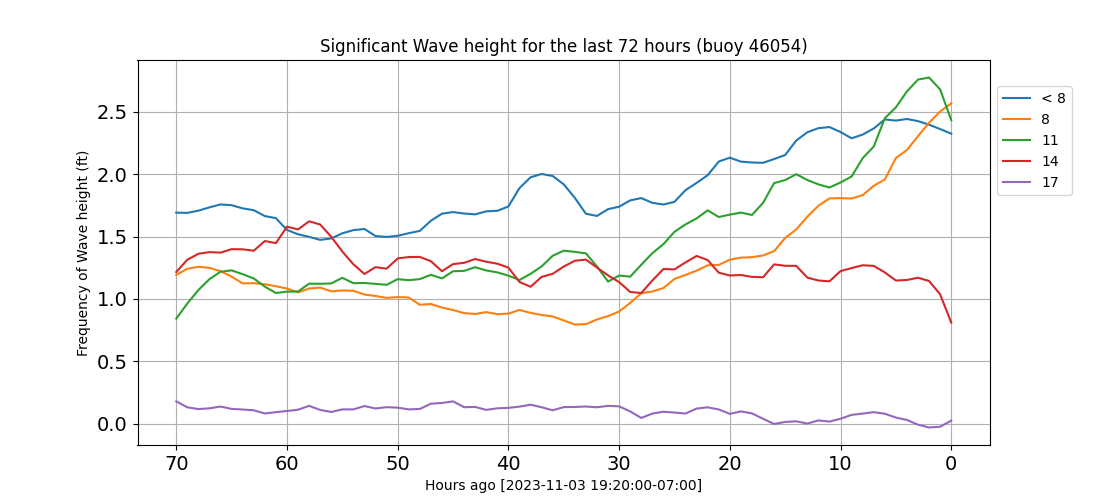 Significant Wave height for the last 72 hours (buoy 46054)
Frequency of Wave height (ft)
2.5
2.0
1.5
1.0
0.5
0.0
70 60 50 40 30 20 10 0
Hours ago [2023-11-03 19:20:00-07:00]
< 8
8
11
14
17